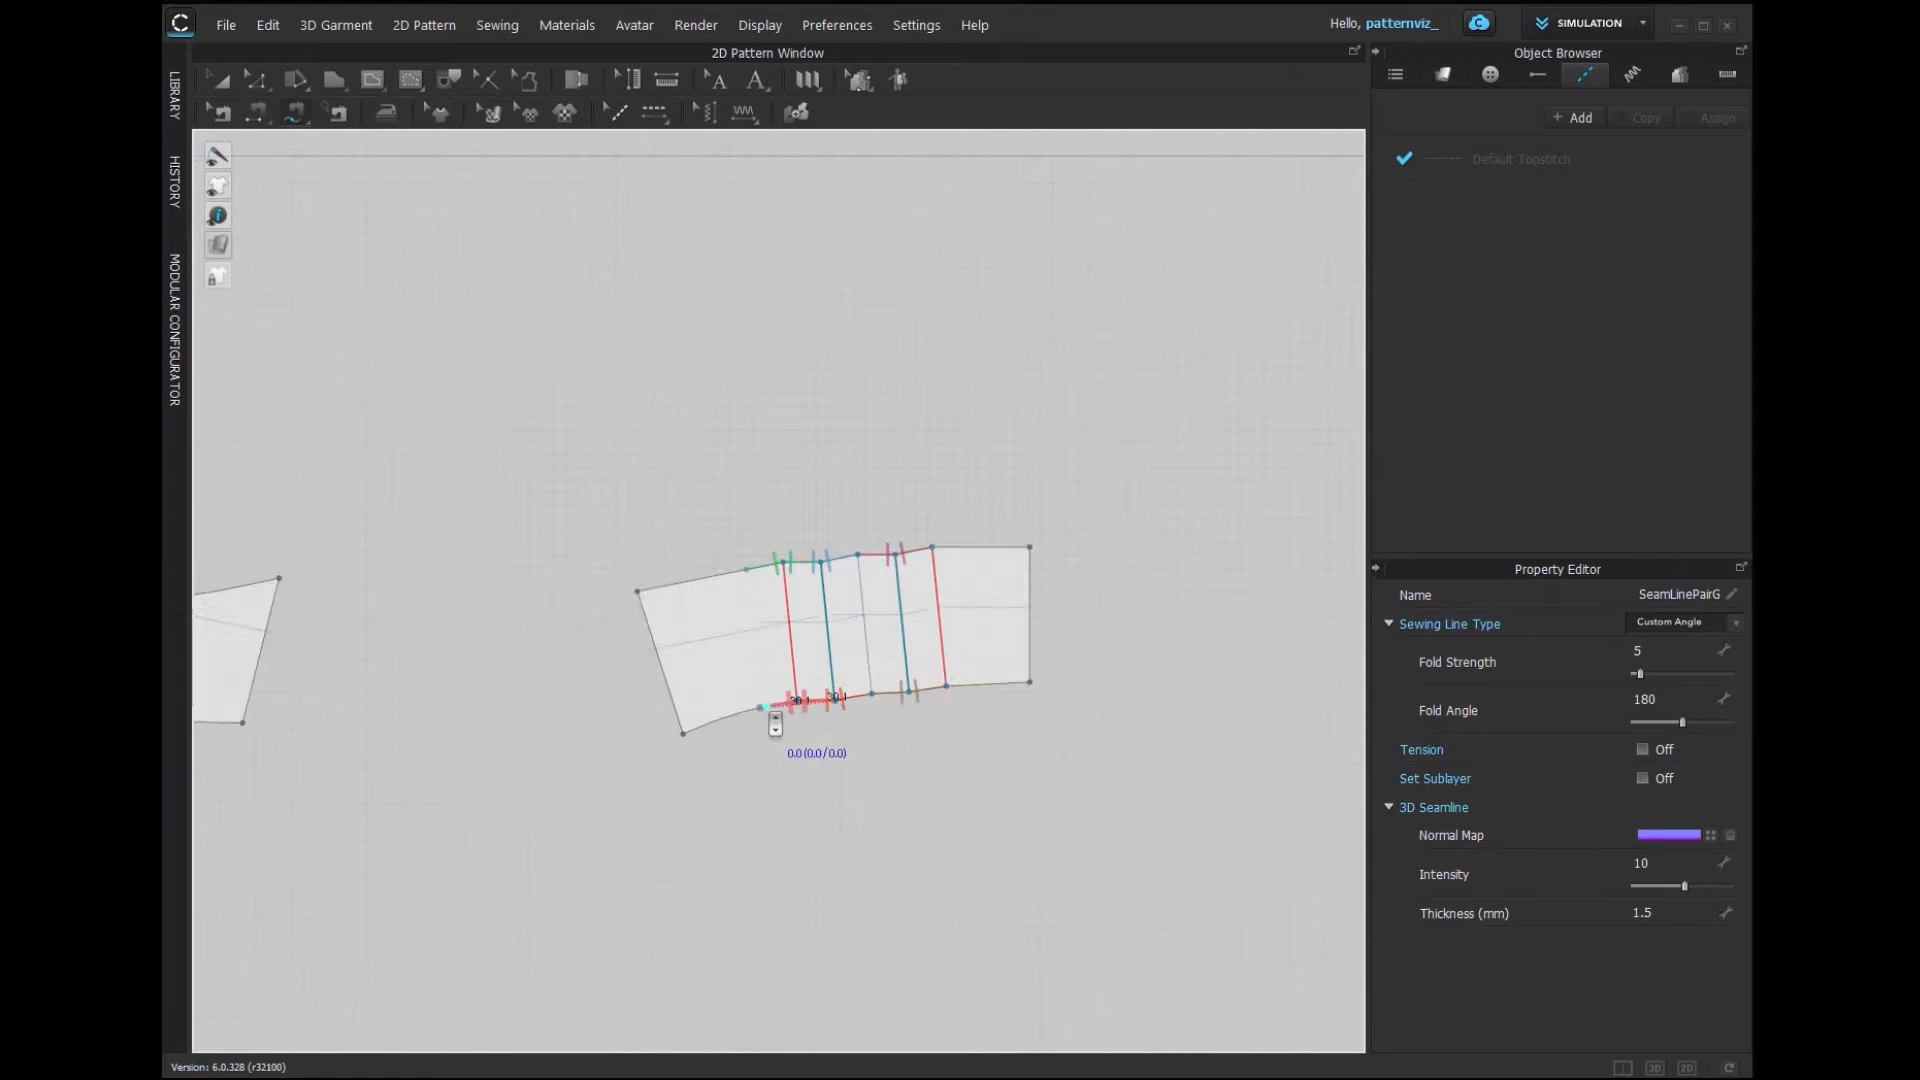 File Edit 3D Garment 2D Pattern Sewing Materials Avatar Render Display Preferences Settings Help
Hello, patternviz_
SIMULATION
2D Pattern Window
Object Browser
LIBRARY
HISTORY
MODULAR CONFIGURATOR
+ Add Copy Assign
Default Topstitch
0.0 (0.0 / 0.0)
Property Editor
Name SeamLinePairG
Sewing Line Type Custom Angle
Fold Strength 5
Fold Angle 180
Tension Off
Set Sublayer Off
3D Seamline
Normal Map
Intensity 10
Thickness (mm) 1.5
Version: 6.0.328 (r32100)
3D 2D